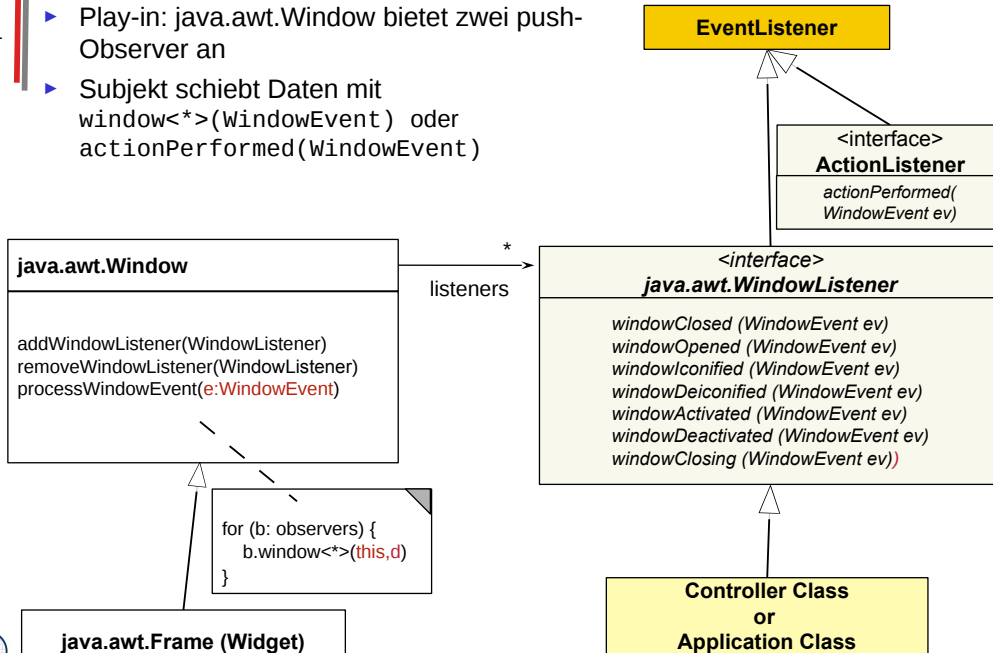 ► Play-in: java.awt.Window bietet zwei push-
Observer an
► Subjekt schiebt Daten mit
window<*>(WindowEvent) oder
actionPerformed(WindowEvent)
EventListener
<interface>
ActionListener
actionPerformed(
WindowEvent ev)
java.awt.Window
addWindowListener(WindowListener)
removeWindowListener(WindowListener)
processWindowEvent(e:WindowEvent)
*
listeners
<interface>
java.awt.WindowListener
windowClosed (WindowEvent ev)
windowOpened (WindowEvent ev)
windowIconified (WindowEvent ev)
windowDeiconified (WindowEvent ev)
windowActivated (WindowEvent ev)
windowDeactivated (WindowEvent ev)
windowClosing (WindowEvent ev))
for (b: observers) {
b.window<*>(this,d)
}
java.awt.Frame (Widget)
Controller Class
or
Application Class